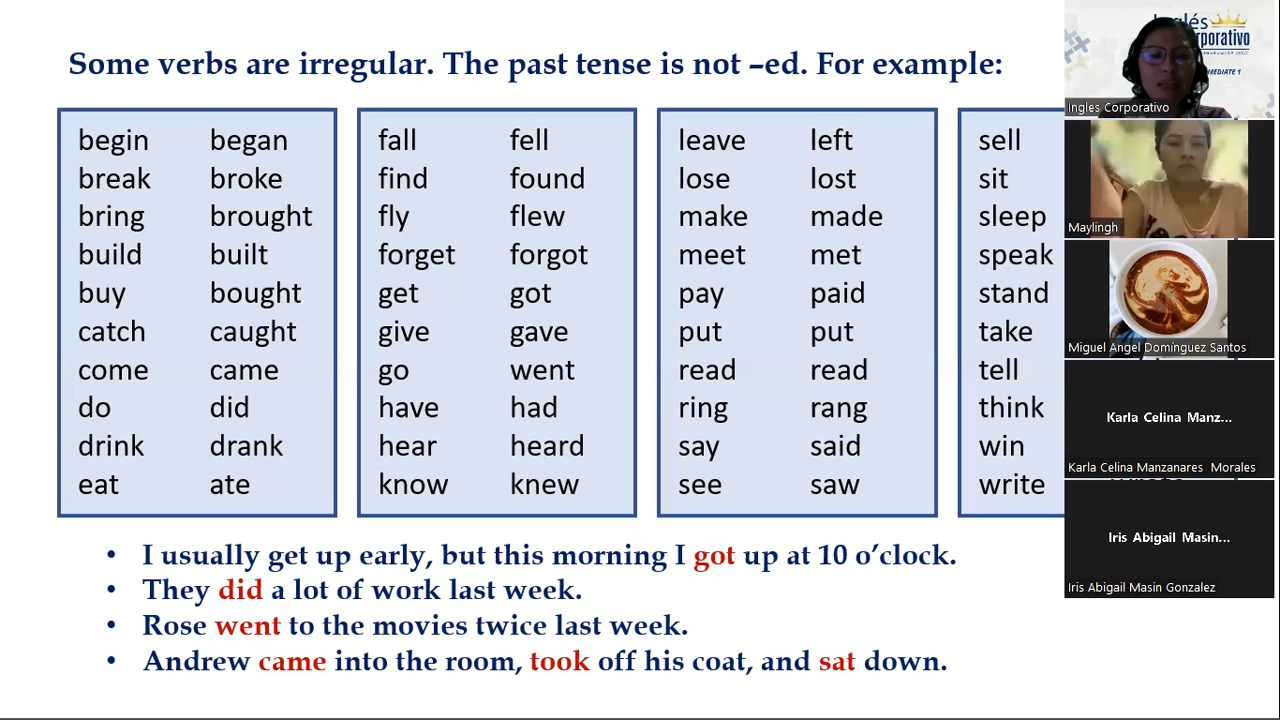 Some verbs are irregular. The past tense is not –ed. For example:
begin began
break broke
bring brought
build built
buy bought
catch caught
come came
do did
drink drank
eat ate
fall fell
find found
fly flew
forget forgot
get got
give gave
go went
have had
hear heard
know knew
leave left
lose lost
make made
meet met
pay paid
put put
read read
ring rang
say said
see saw
sell
sit
sleep
speak
stand
take
tell
think
win
write
• I usually get up early, but this morning I got up at 10 o’clock.
• They did a lot of work last week.
• Rose went to the movies twice last week.
• Andrew came into the room, took off his coat, and sat down.
Ingles Corporativo
Maylingh
Miguel Angel Domínguez Santos
Karla Celina Manz...
Karla Celina Manzanares Morales
Iris Abigail Masin...
Iris Abigail Masin Gonzalez